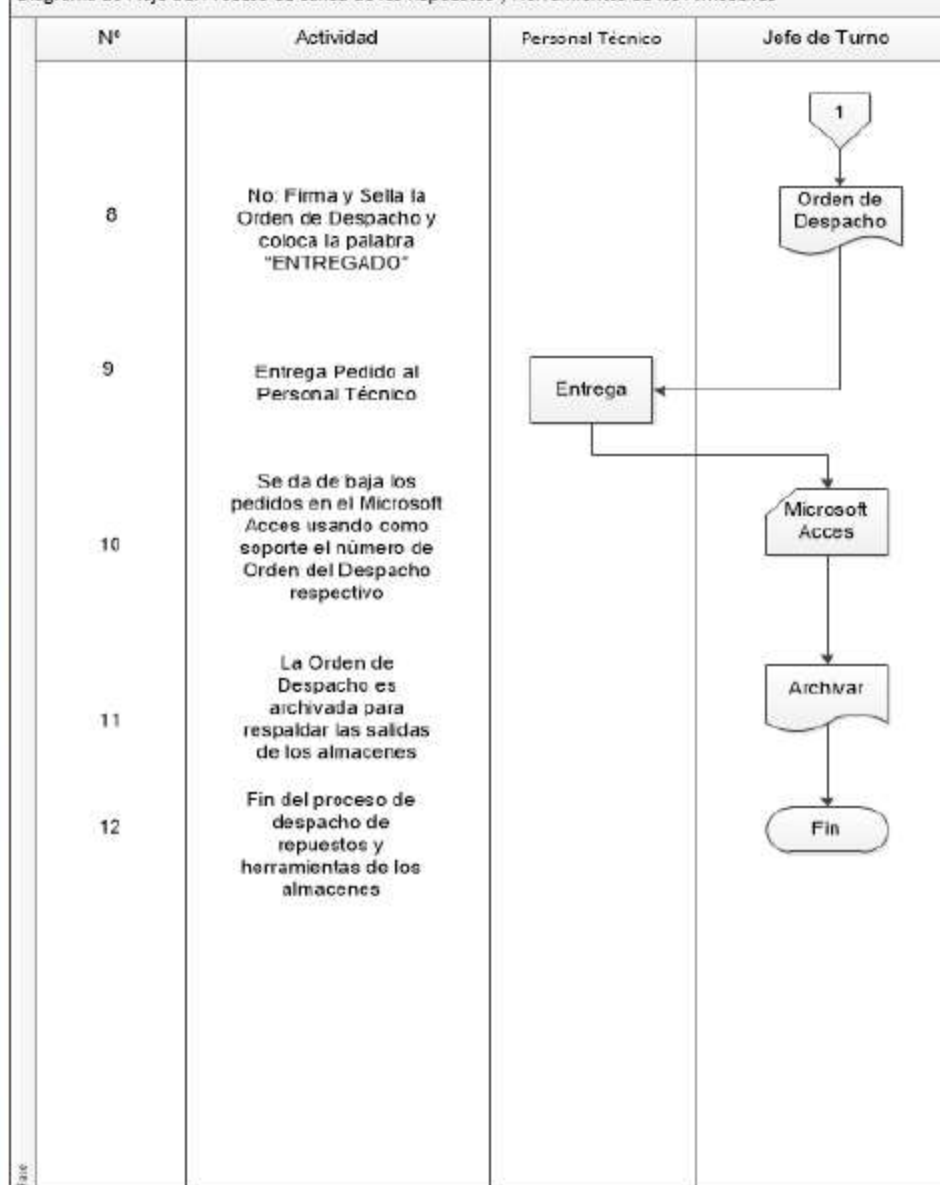 Nº Actividad Personal Técnico Jefe de Turno
1
8
No: Firma y Sella la
Orden de Despacho y
coloca la palabra
"ENTREGADO"
Orden de
Despacho
9
Entrega Pedido al
Personal Técnico
Entrega
10
Se da de baja los
pedidos en el Microsoft
Acces usando como
soporte el número de
Orden del Despacho
respectivo
Microsoft
Acces
11
La Orden de
Despacho es
archivada para
respaldar las salidas
de los almacenes
Archivar
12
Fin del proceso de
despacho de
repuestos y
herramientas de los
almacenes
Fin